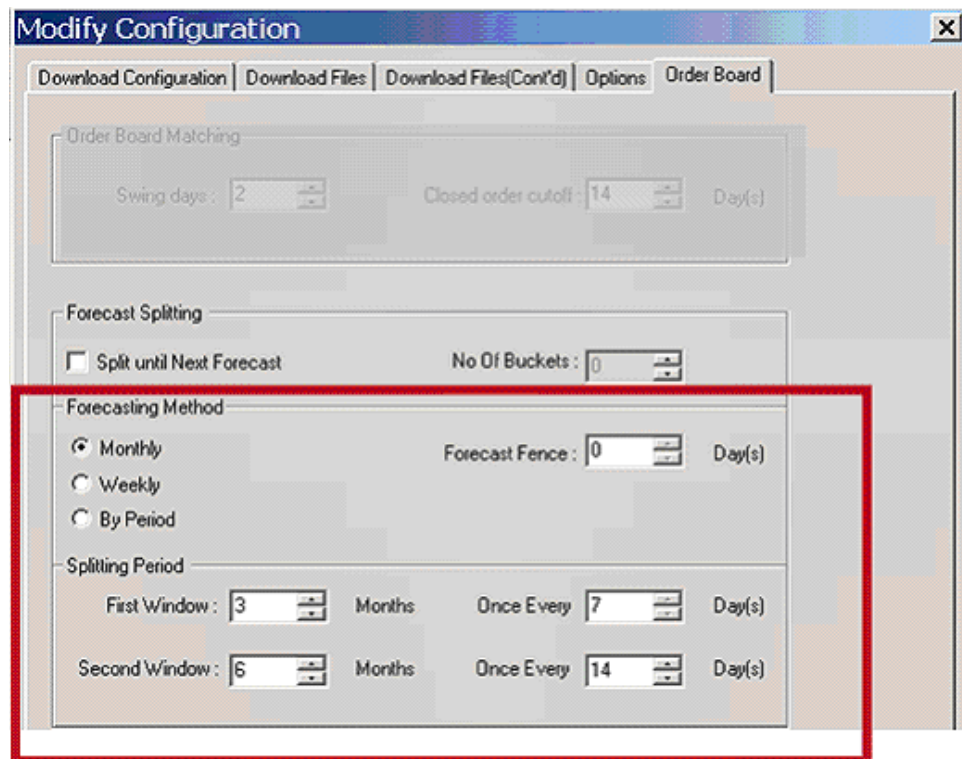 Modify Configuration
Download Configuration Download Files Download Files(Cont'd) Options Order Board
Order Board Matching
Swing days : 2 Closed order cutoff : 14 Day(s)
Forecast Splitting
Split until Next Forecast No Of Buckets : 0
Forecasting Method
Monthly Forecast Fence : 0 Day(s)
Weekly
By Period
Splitting Period
First Window : 3 Months Once Every 7 Day(s)
Second Window : 6 Months Once Every 14 Day(s)